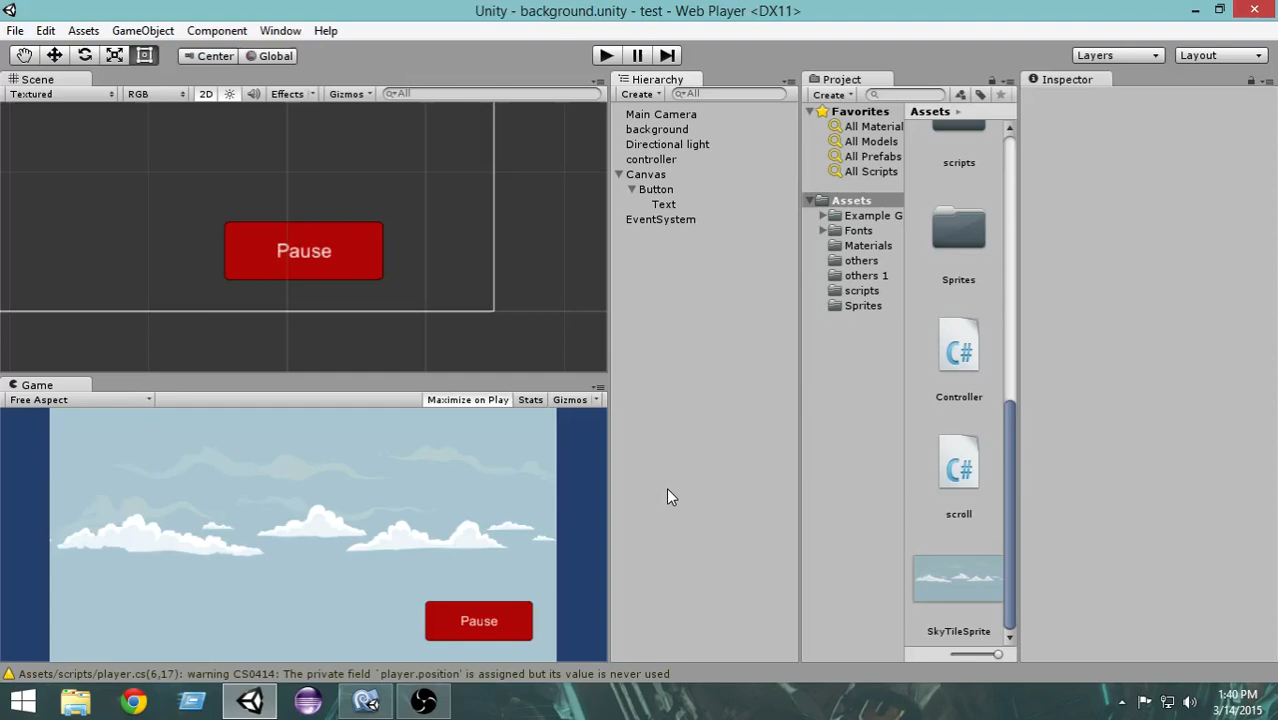 Unity - background.unity - test - Web Player <DX11>
File Edit Assets GameObject Component Window Help
Center Global Layers Layout
Scene
Textured RGB 2D Effects Gizmos All
Pause
Hierarchy
Create All
Main Camera
background
Directional light
controller
Canvas
Button
Text
EventSystem
Project
Create
Favorites
All Material
All Models
All Prefabs
All Scripts
Assets
Example G
Fonts
Materials
others
others 1
scripts
Sprites
Assets
scripts
Sprites
C#
Controller
C#
scroll
SkyTileSprite
Inspector
Game
Free Aspect Maximize on Play Stats Gizmos
Pause
Assets/scripts/player.cs(6,17): warning CS0414: The private field `player.position' is assigned but its value is never used
1:40 PM
3/14/2015